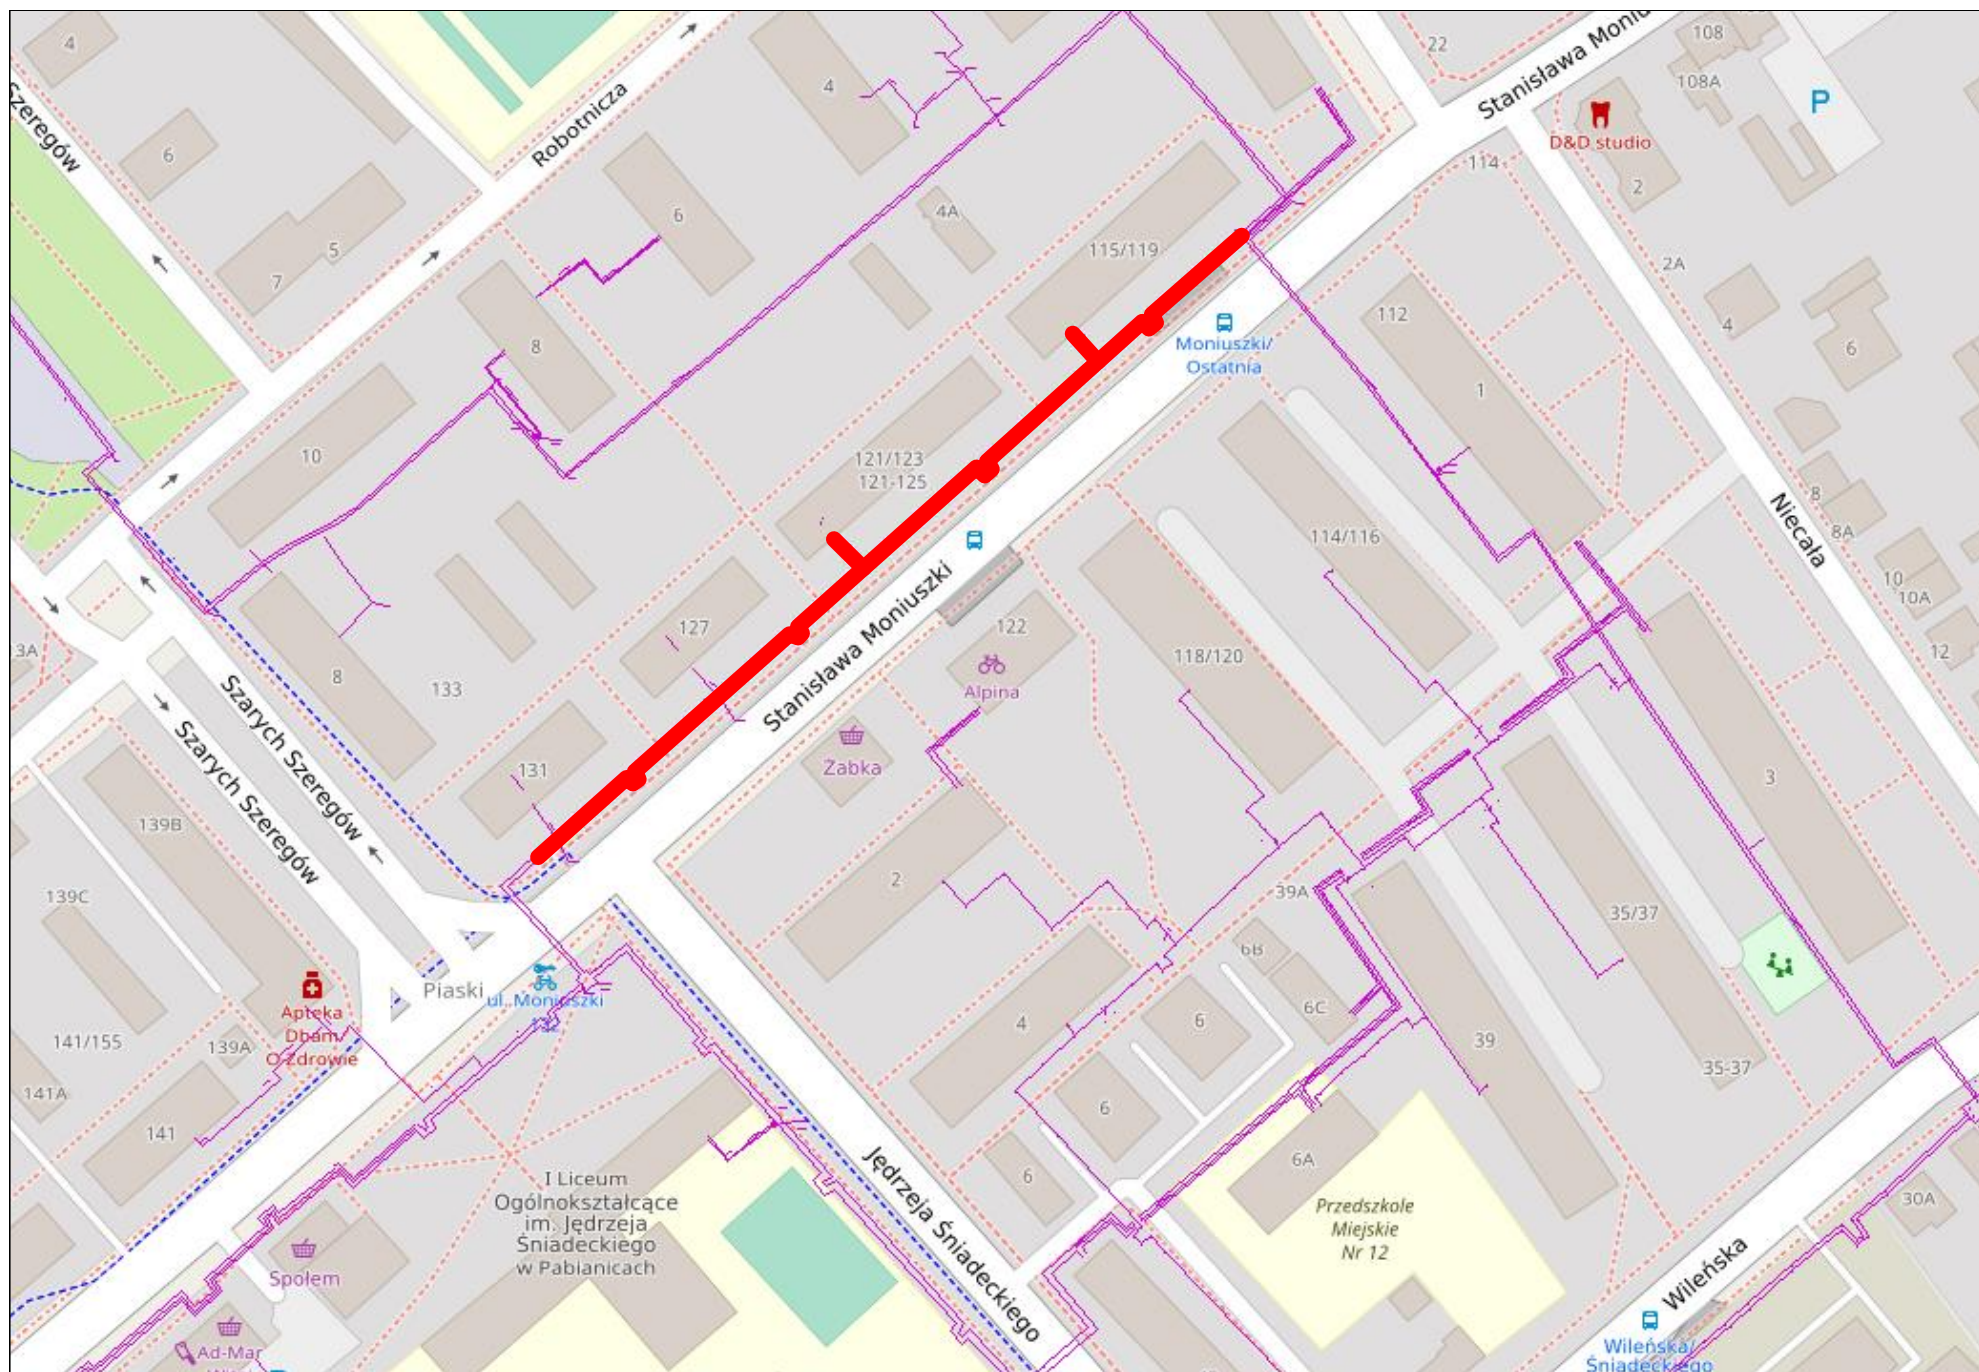 4
Szeregów
6
Robotnicza
5
7
4
6
4A
115/119
22
Stanisława Moniu
108
108A
P
D&D studio
2
114
2A
4
6
112
1
Moniuszki/
Ostatnia
8
10
121/123
121-125
114/116
Niecała
8
8A
10
10A
12
3A
8
133
127
131
Stanisława Moniuszki
122
Alpina
Żabka
118/120
3
Szarych Szeregów
Szarych Szeregów
139B
139C
141/155
141A
139A
141
Apteka
Dbam
O Zdrowie
Piaski
ul. Moniuszki
132
2
4
39A
6B
6C
6
6
6
39
35/37
35-37
6A
Przedszkole
Miejskie
Nr 12
I Liceum
Ogólnokształcące
im. Jędrzeja
Śniadeckiego
w Pabianicach
Jędrzeja Śniadeckiego
Społem
Ad-Mar
30A
Wileńska
Wileńska/
Śniadeckiego